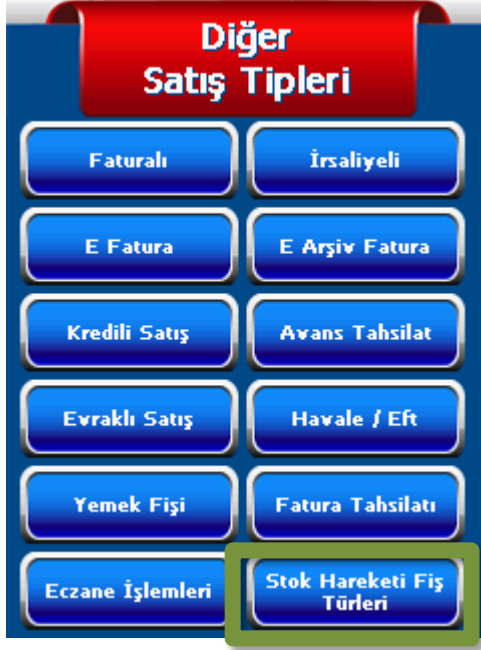 Diğer
Satış Tipleri
Faturalı
İrsaliyeli
E Fatura
E Arşiv Fatura
Kredili Satış
Avans Tahsilat
Evraklı Satış
Havale / Eft
Yemek Fişi
Fatura Tahsilatı
Eczane İşlemleri
Stok Hareketi Fiş
Türleri